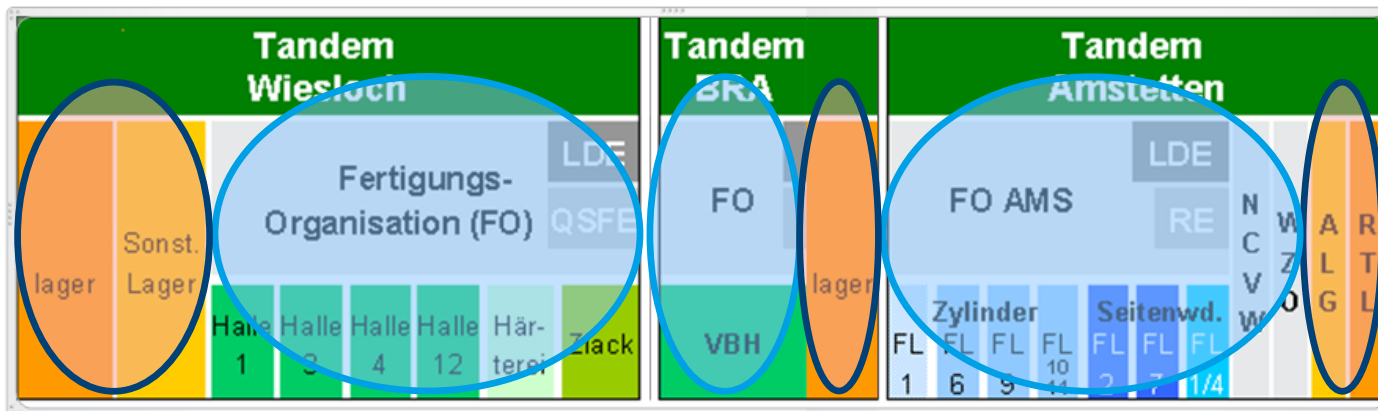 Tandem
Wiesloch
lager
Sonst.
Lager
Fertigungs-
Organisation (FO)
LDE
QSFE
Halle
1
Halle
3
Halle
4
Halle
12
Här-
terei
Ziack
Tandem
BRA
FO
VBH
lager
Tandem
Amstetten
FO AMS
LDE
RE
Zylinder
Seitenwd.
FL
1
FL
6
FL
9
FL
10
11
FL
2
FL
7
FL
1/4
N
C
V
W
W
Z
O
A
L
G
R
T
L